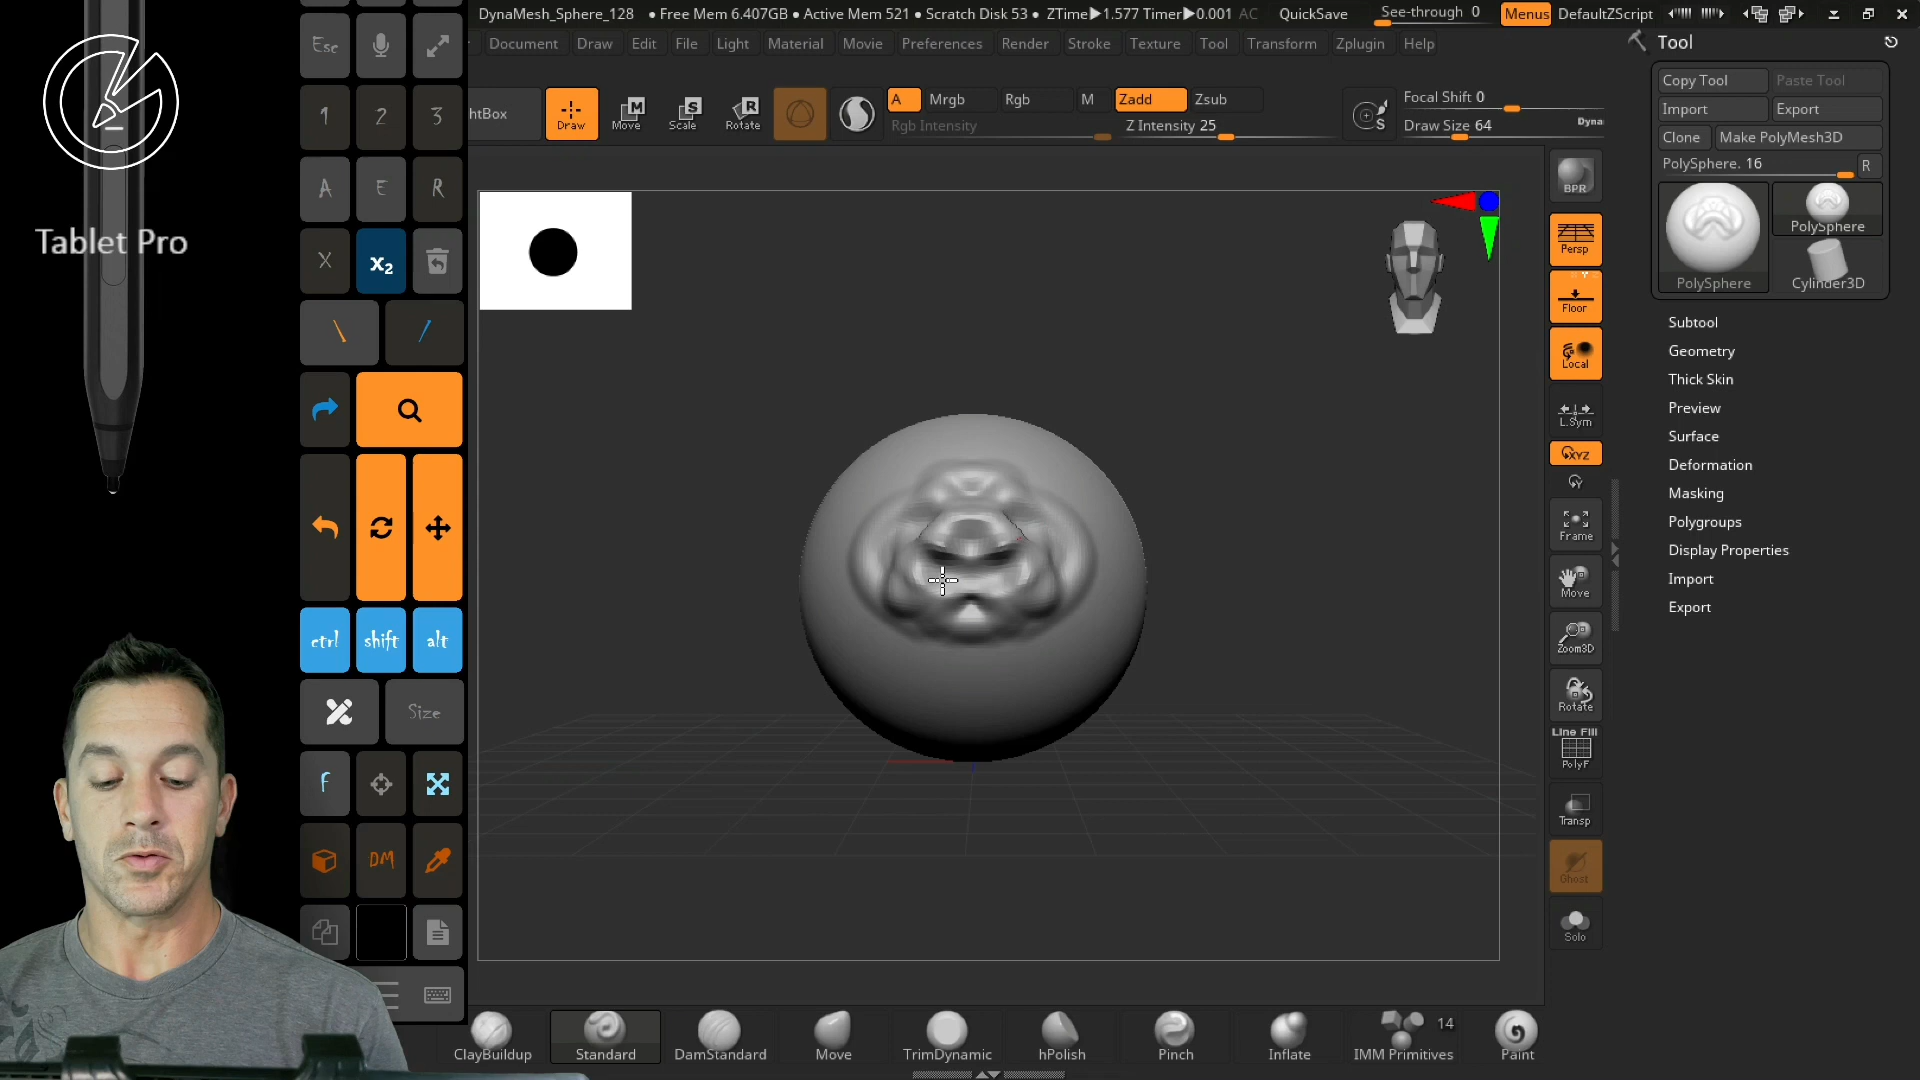 DynaMesh_Sphere_128 • Free Mem 6.407GB • Active Mem 521 • Scratch Disk 53 • ZTime▶1.577 Timer▶0.001 AC QuickSave See-through 0 Menus DefaultZScript
Document Draw Edit File Light Material Movie Preferences Render Stroke Texture Tool Transform Zplugin Help
Tool
Copy Tool Paste Tool
Import Export
Clone Make PolyMesh3D
PolySphere. 16 R
PolySphere
PolySphere Cylinder3D
Subtool
Geometry
Thick Skin
Preview
Surface
Deformation
Masking
Polygroups
Display Properties
Import
Export
htBox Draw Move Scale Rotate
M S R
A Mrgb Rgb M Zadd Zsub
Rgb Intensity Z Intensity 25
S
Focal Shift 0
Draw Size 64 Dyna
Tablet Pro
Esc
1 2 3
A E R
X x₂
ctrl shift alt
Size
f
DM
BPR
Persp
Floor
Local
L.Sym
XYZ
Y
Frame
Move
Zoom3D
Rotate
Line Fill
PolyF
Transp
Ghost
Solo
ClayBuildup Standard DamStandard Move TrimDynamic hPolish Pinch Inflate IMM Primitives 14 Paint